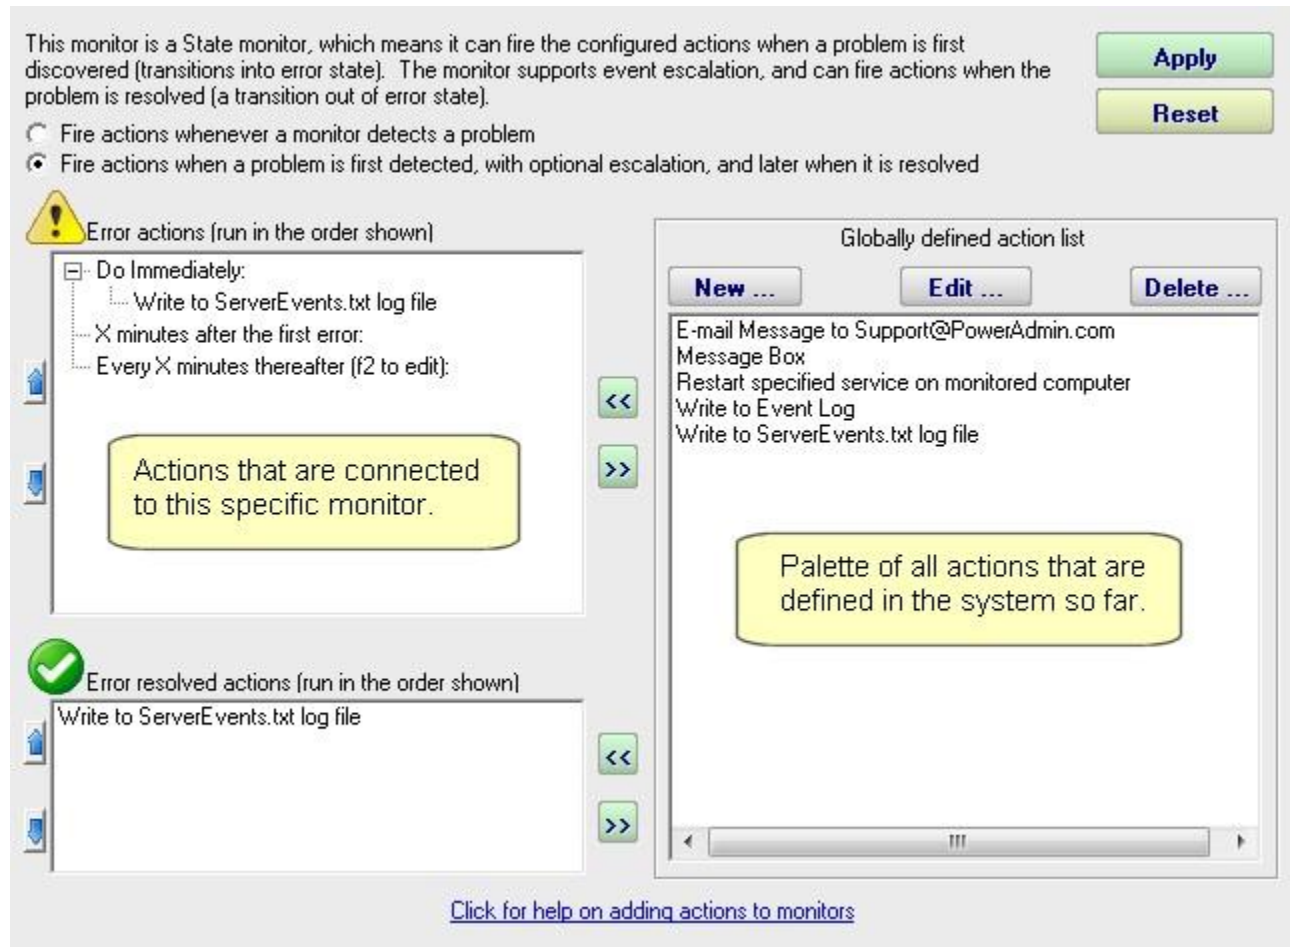 This monitor is a State monitor, which means it can fire the configured actions when a problem is first
discovered (transitions into error state).  The monitor supports event escalation, and can fire actions when the
problem is resolved (a transition out of error state).
Apply
Reset
Fire actions whenever a monitor detects a problem
Fire actions when a problem is first detected, with optional escalation, and later when it is resolved
Error actions (run in the order shown)
Do Immediately:
Write to ServerEvents.txt log file
X minutes after the first error:
Every X minutes thereafter (f2 to edit):
Actions that are connected
to this specific monitor.
<<
>>
Globally defined action list
New ...
Edit ...
Delete ...
E-mail Message to Support@PowerAdmin.com
Message Box
Restart specified service on monitored computer
Write to Event Log
Write to ServerEvents.txt log file
Palette of all actions that are
defined in the system so far.
Error resolved actions (run in the order shown)
Write to ServerEvents.txt log file
<<
>>
Click for help on adding actions to monitors